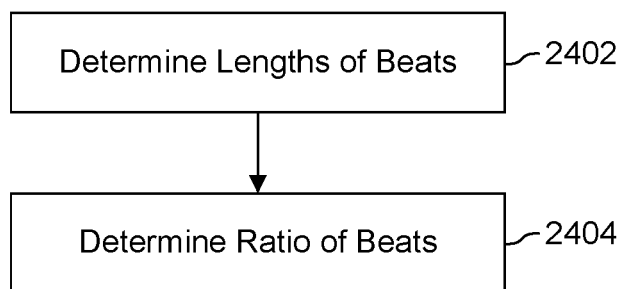 Determine Lengths of Beats 2402
Determine Ratio of Beats 2404